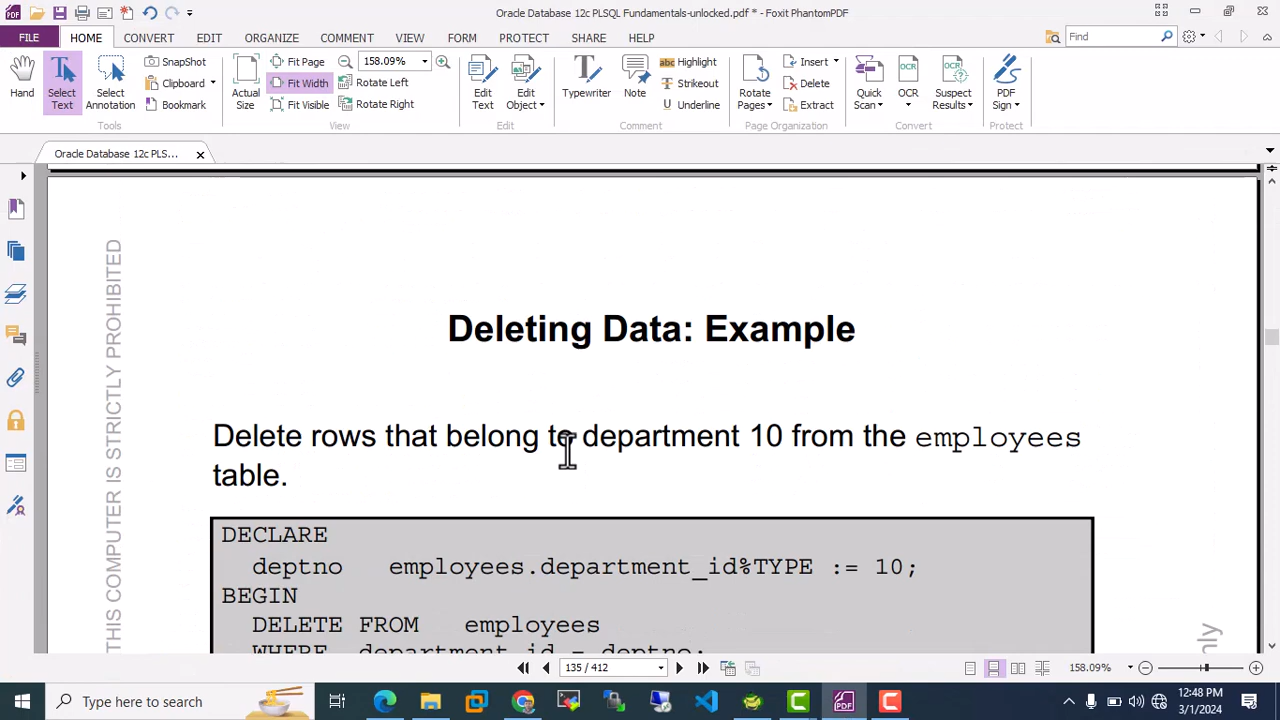 Oracle Database 12c PLSQL Fundamentals-unlocked.pdf * - Foxit PhantomPDF
FILE HOME CONVERT EDIT ORGANIZE COMMENT VIEW FORM PROTECT SHARE HELP Find
Hand
Select Text
Select Annotation
SnapShot
Clipboard
Bookmark
Tools
Actual Size
Fit Page
Fit Width
Fit Visible
158.09%
Rotate Left
Rotate Right
View
Edit Text
Edit Object
Edit
Typewriter
Note
Highlight
Strikeout
Underline
Comment
Rotate Pages
Insert
Delete
Extract
Page Organization
Quick Scan
OCR
Suspect Results
Convert
PDF Sign
Protect
Oracle Database 12c PLS...
THIS COMPUTER IS STRICTLY PROHIBITED
Deleting Data: Example
Delete rows that belong to department 10 from the employees
table.
DECLARE
deptno employees.department_id%TYPE := 10;
BEGIN
DELETE FROM employees
WHERE department_id = deptno;
only
135 / 412
158.09%
Type here to search
12:48 PM
3/1/2024